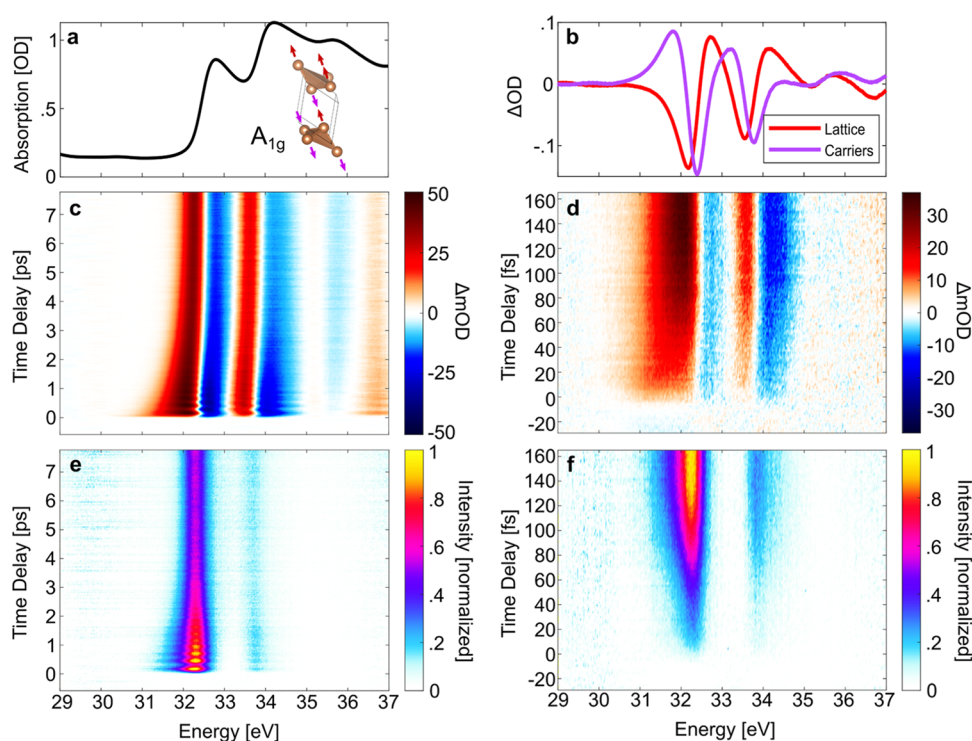 a
Absorption [OD]
1.0
.5
0
A1g
b
ΔOD
.1
0
-.1
Lattice
Carriers
c
Time Delay [ps]
7
6
5
4
3
2
1
0
50
25
0
-25
-50
ΔmOD
d
Time Delay [fs]
160
140
120
100
80
60
40
20
0
-20
30
20
10
0
-10
-20
-30
ΔmOD
e
Time Delay [ps]
7
6
5
4
3
2
1
0
29 30 31 32 33 34 35 36 37
Energy [eV]
1
.8
.6
.4
.2
0
Intensity [normalized]
f
Time Delay [fs]
160
140
120
100
80
60
40
20
0
-20
29 30 31 32 33 34 35 36 37
Energy [eV]
1
.8
.6
.4
.2
0
Intensity [normalized]